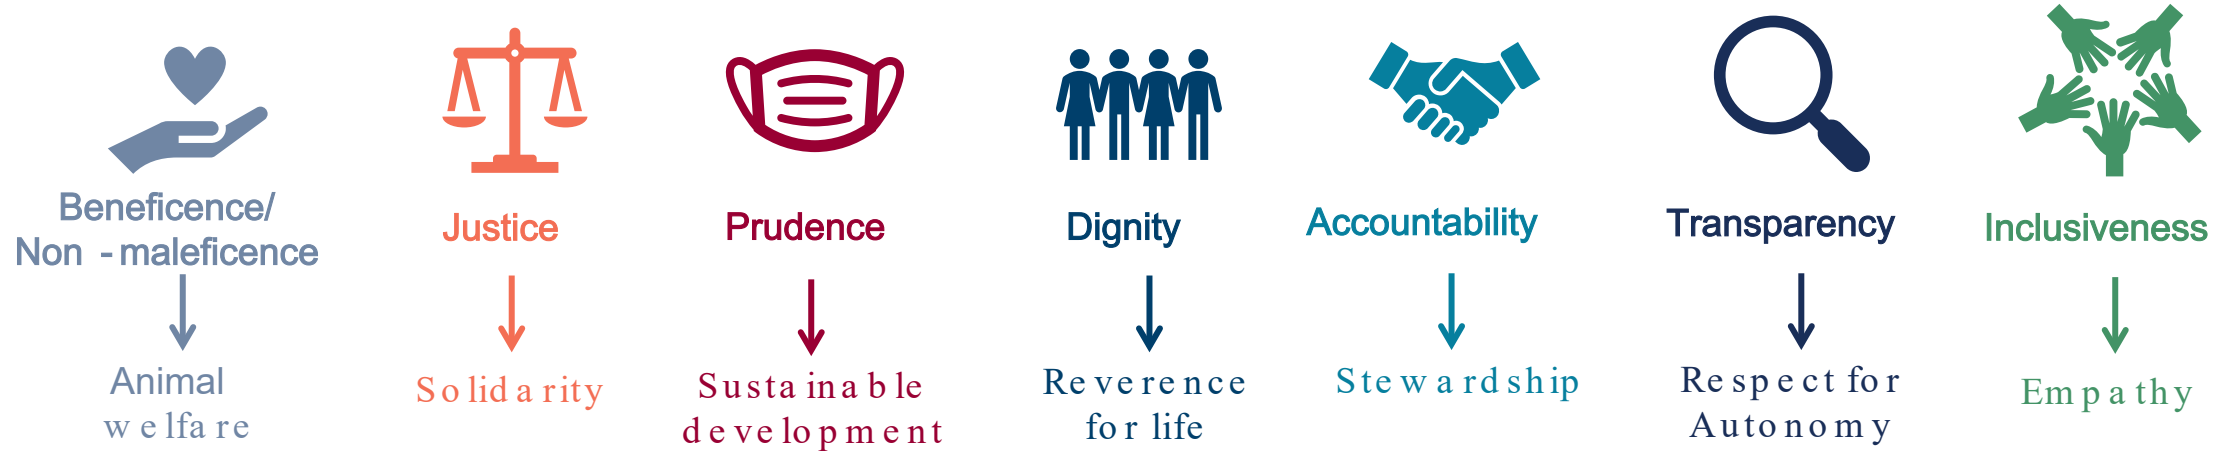 Beneficence/
Non -maleficence
Justice
Prudence
Dignity
Accountability
Transparency
Inclusiveness
Animal
welfare
Solidarity
Sustainable
development
Reverence
for life
Stewardship
Respect for
Autonomy
Empathy